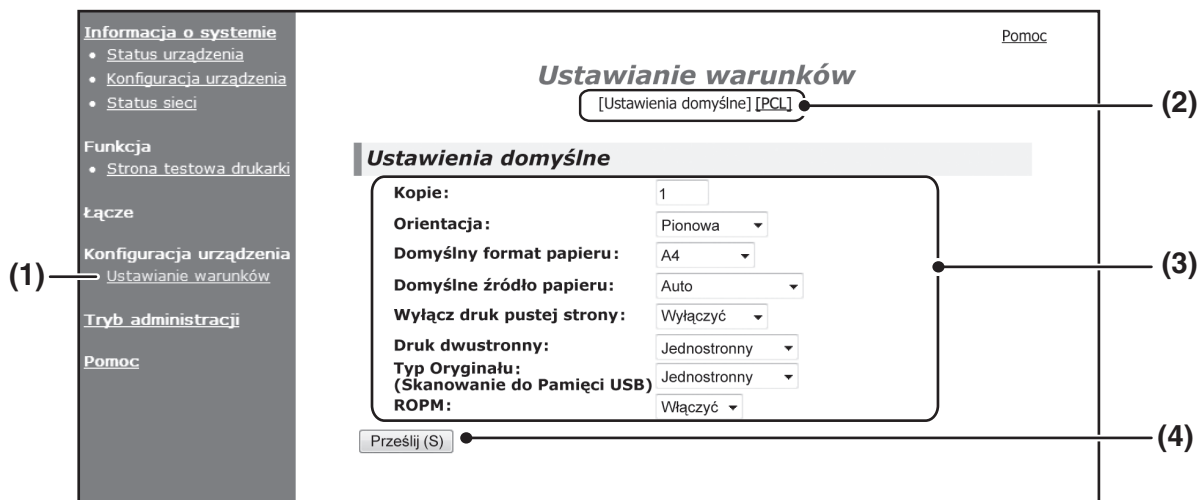 Informacja o systemie
• Status urządzenia
• Konfiguracja urządzenia
• Status sieci
Funkcja
• Strona testowa drukarki
Łącze
Konfiguracja urządzenia
(1) • Ustawianie warunków
Tryb administracji
Pomoc
Pomoc
Ustawianie warunków
[Ustawienia domyślne] [PCL] (2)
Ustawienia domyślne
Kopie: 1
Orientacja: Pionowa
Domyślny format papieru: A4
(3)
Domyślne źródło papieru: Auto
Wyłącz druk pustej strony: Wyłączyć
Druk dwustronny: Jednostronny
Typ Oryginału:
(Skanowanie do Pamięci USB) Jednostronny
ROPM: Włączyć
Prześlij (S) (4)